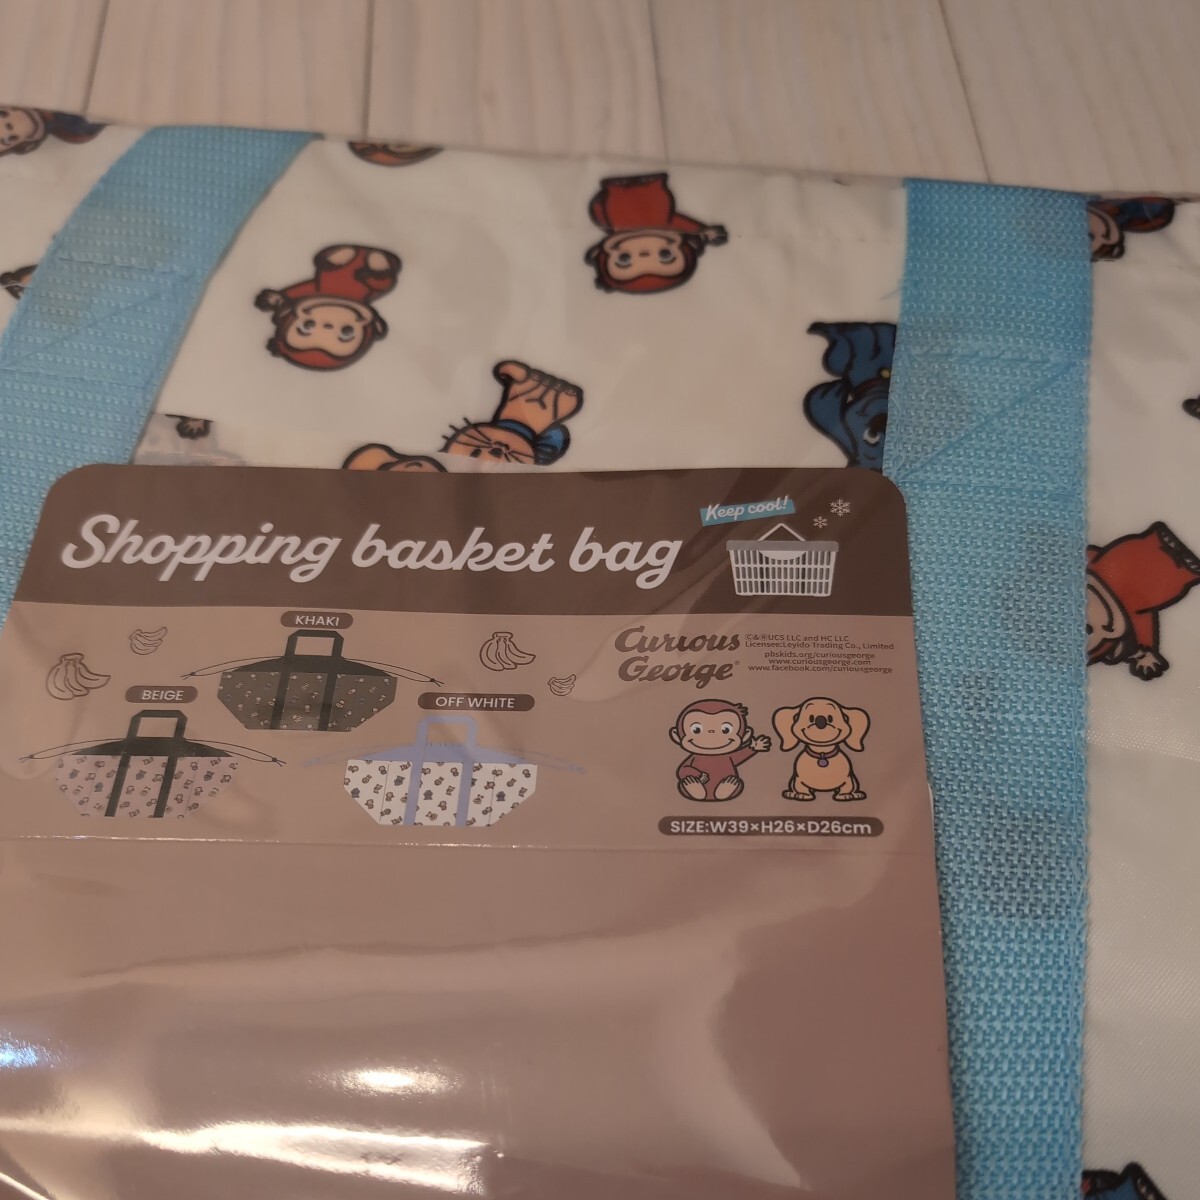 Shopping basket bag
Keep cool!
KHAKI
BEIGE
OFF WHITE
Curious
George®
©&®UCS LLC and HC LLC
Licensee:Leyido Trading Co., Limited
pbskids.org/curiousgeorge
www.curiousgeorge.com
www.facebook.com/curiousgeorge
SIZE:W39×H26×D26cm